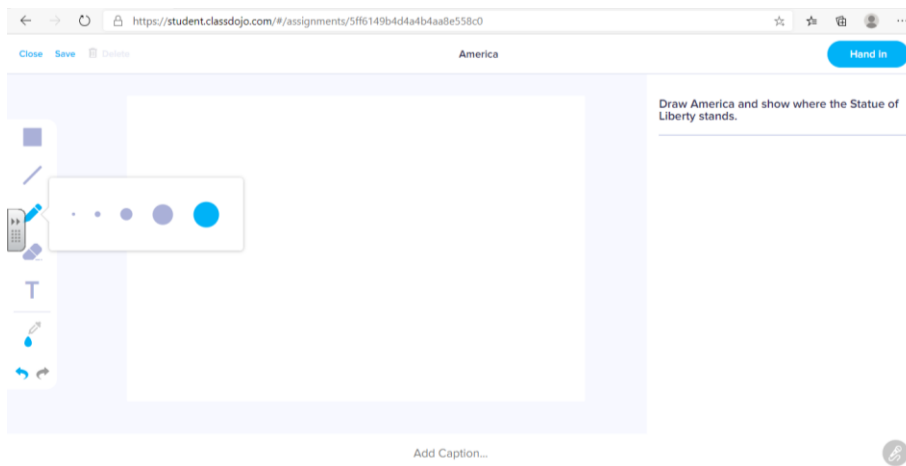 https://student.classdojo.com/#/assignments/5ff6149b4d4a4b4aa8e558c0
Close Save Delete America Hand in
Draw America and show where the Statue of
Liberty stands.
T
Add Caption...